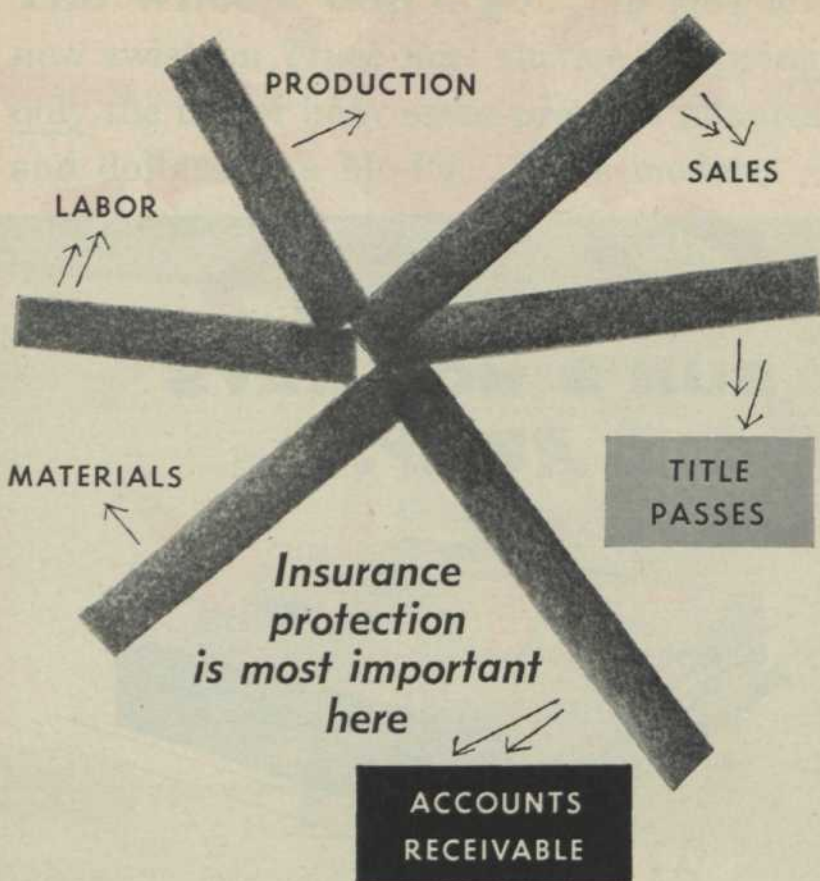 PRODUCTION
SALES
LABOR
MATERIALS
TITLE
PASSES
Insurance
protection
is most important
here
ACCOUNTS
RECEIVABLE